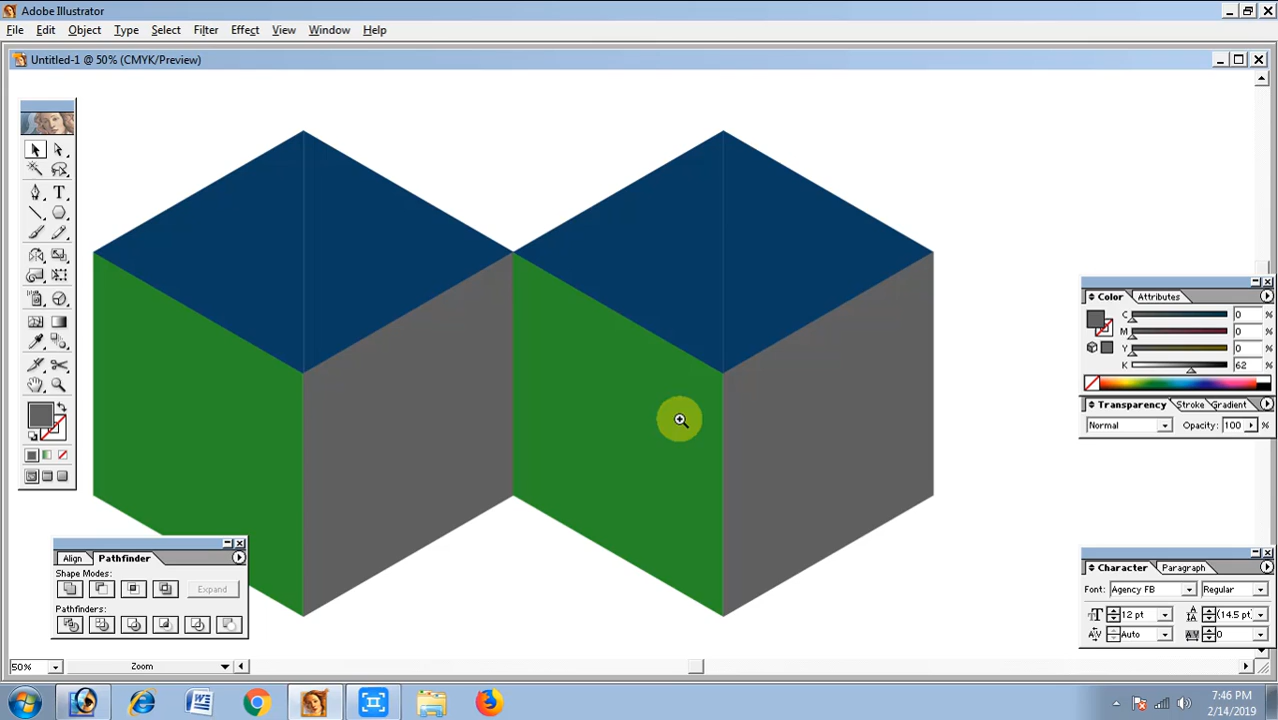 Adobe Illustrator
File Edit Object Type Select Filter Effect View Window Help
Untitled-1 @ 50% (CMYK/Preview)
Color Attributes
C 0 %
M 0 %
Y 0 %
K 62 %
Transparency Stroke Gradient
Normal Opacity: 100 %
Align Pathfinder
Shape Modes:
Expand
Pathfinders:
Character Paragraph
Font: Agency FB Regular
12 pt (14.5 pt)
Auto 0
50% Zoom
7:46 PM
2/14/2019